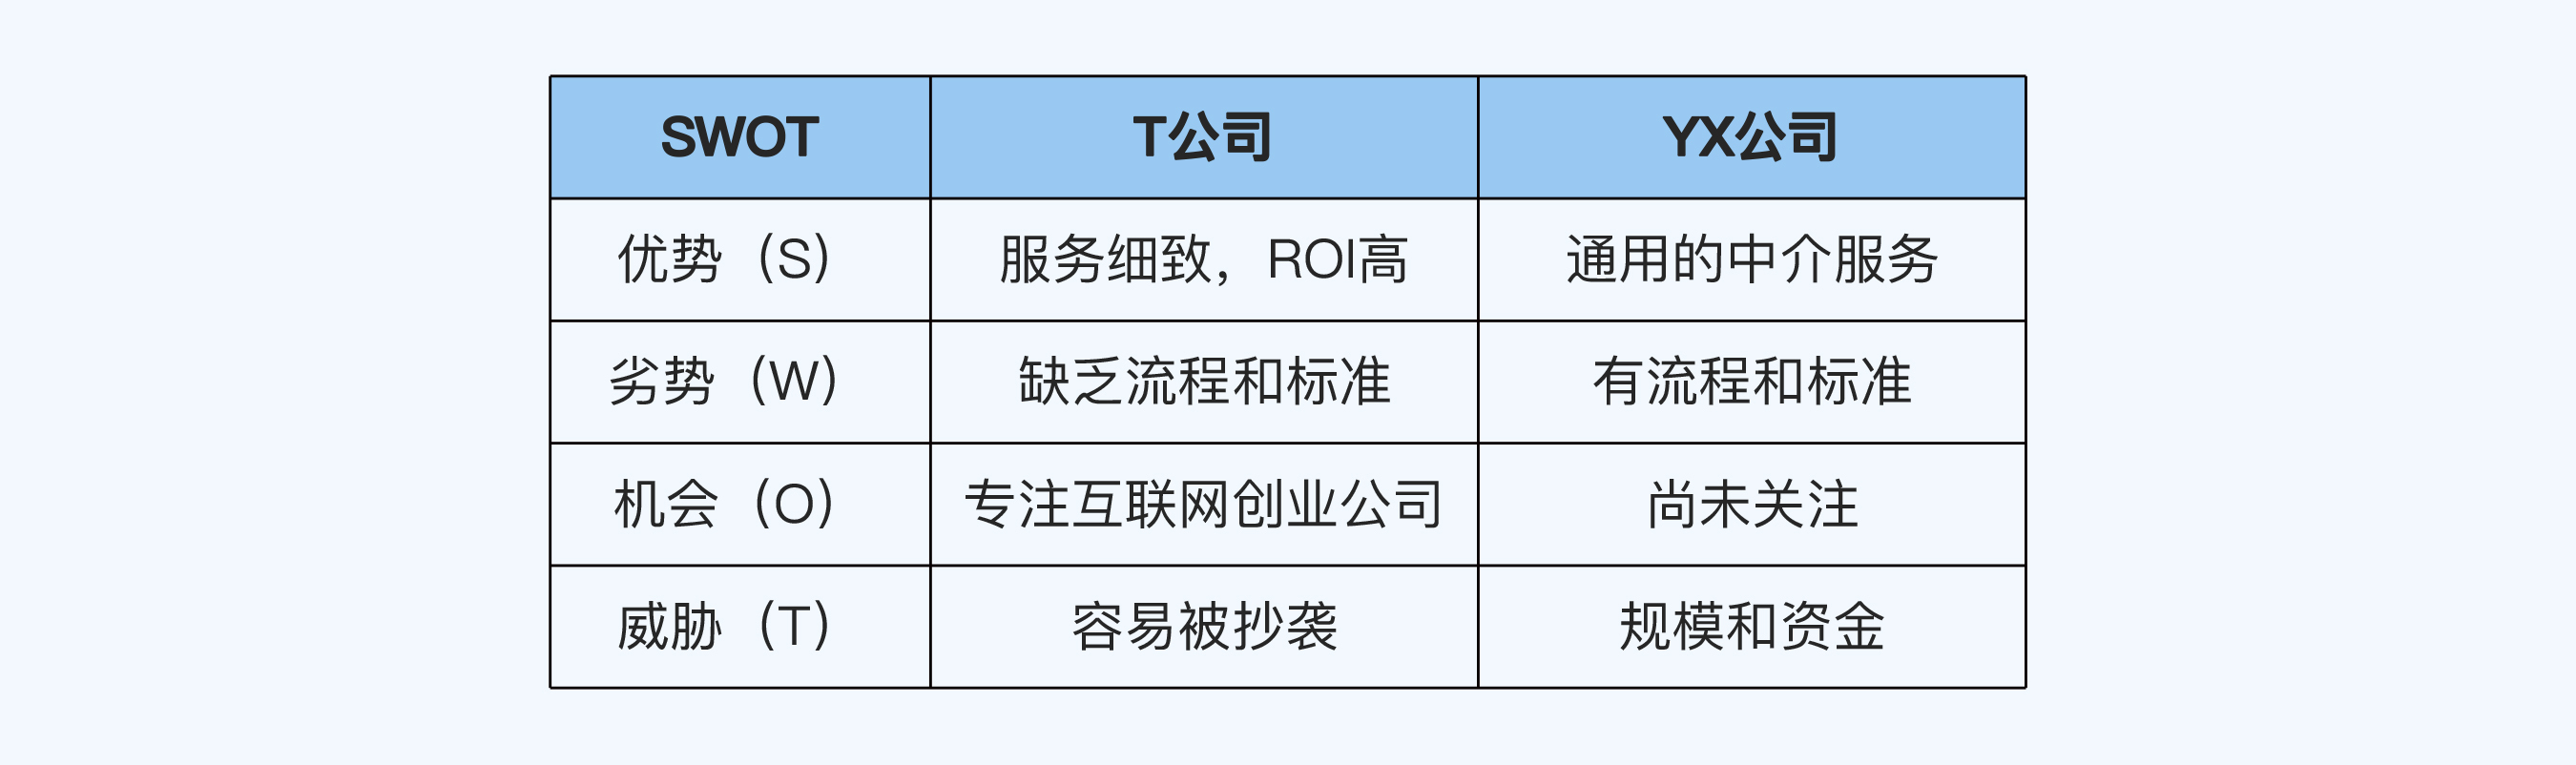 SWOT T公司 YX公司
优势（S） 服务细致，ROI高 通用的中介服务
劣势（W） 缺乏流程和标准 有流程和标准
机会（O） 专注互联网创业公司 尚未关注
威胁（T） 容易被抄袭 规模和资金